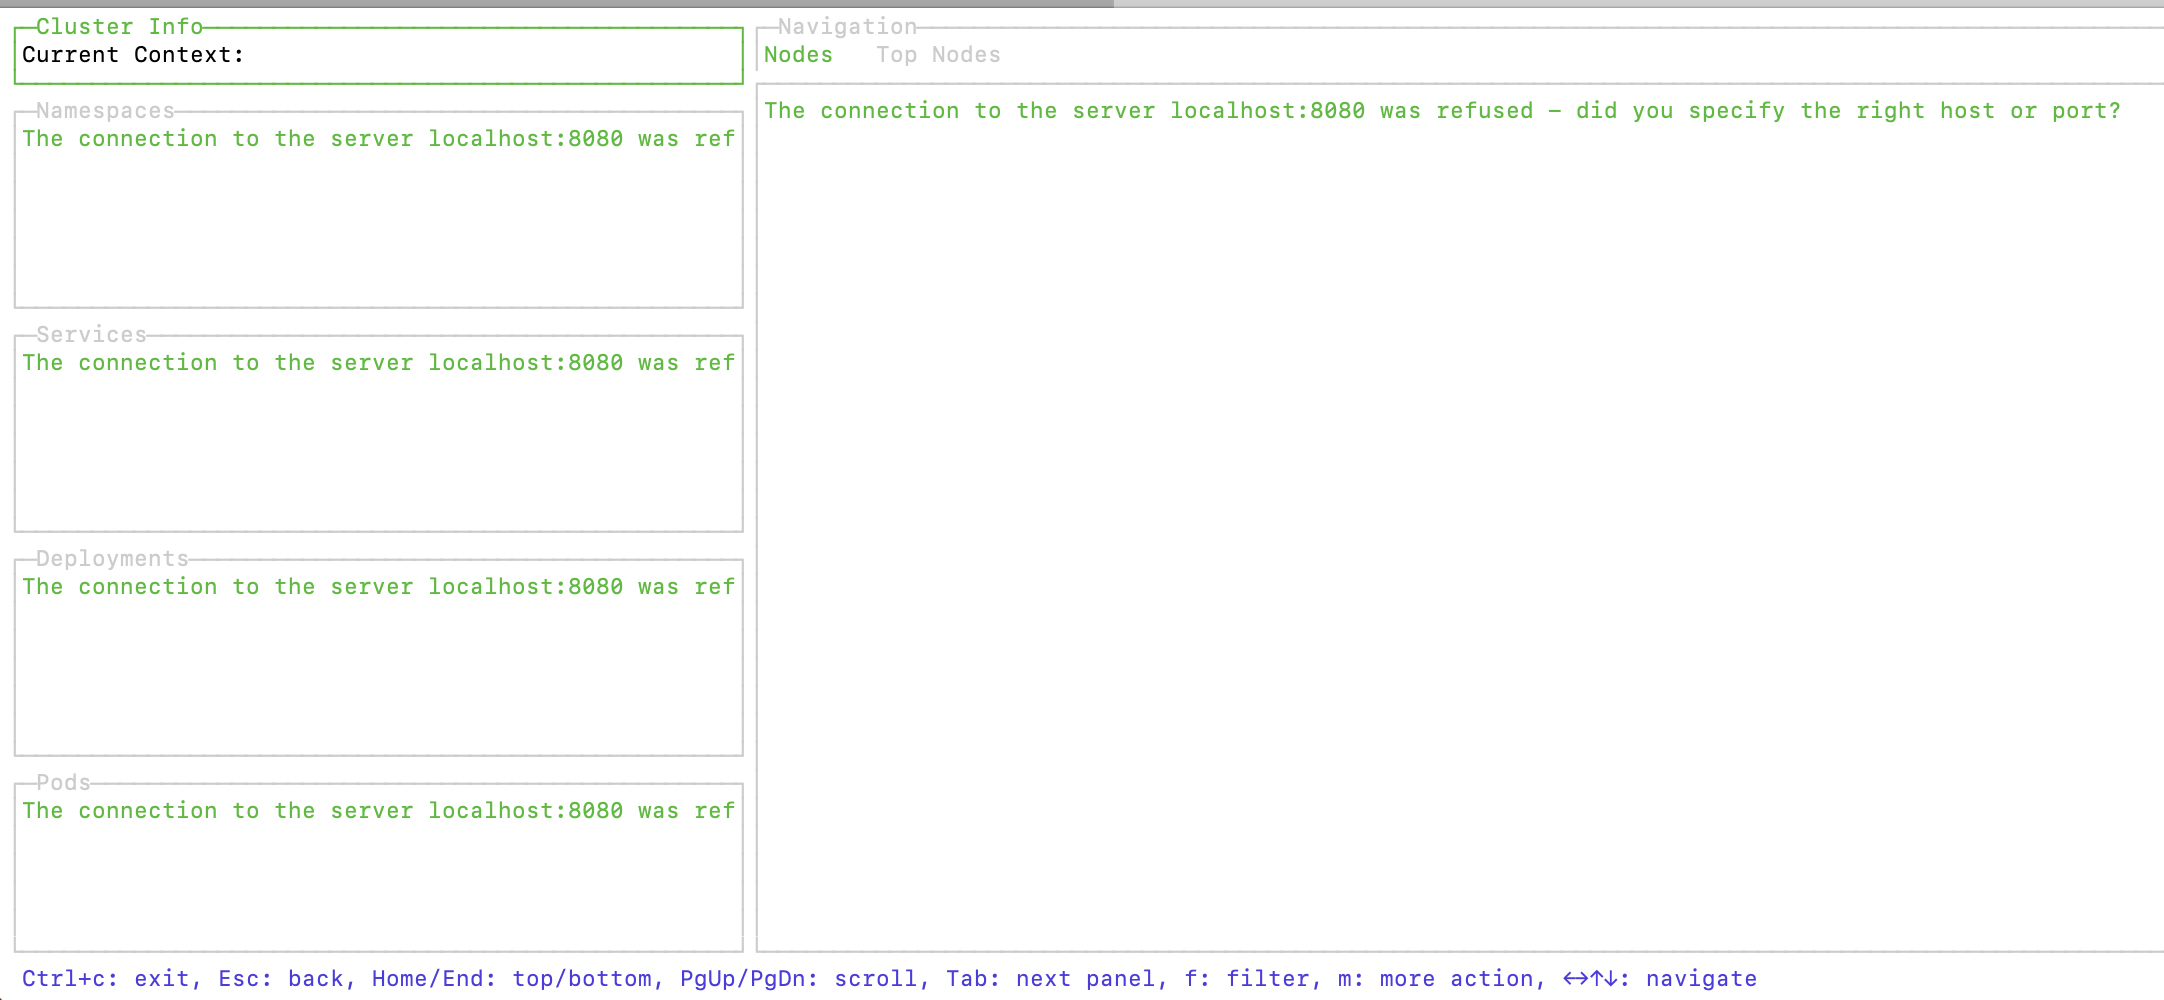 Cluster Info
Current Context:
Namespaces
The connection to the server localhost:8080 was ref
Services
The connection to the server localhost:8080 was ref
Deployments
The connection to the server localhost:8080 was ref
Pods
The connection to the server localhost:8080 was ref
Navigation
Nodes Top Nodes
The connection to the server localhost:8080 was refused - did you specify the right host or port?
Ctrl+c: exit, Esc: back, Home/End: top/bottom, PgUp/PgDn: scroll, Tab: next panel, f: filter, m: more action, ↔↑↓: navigate